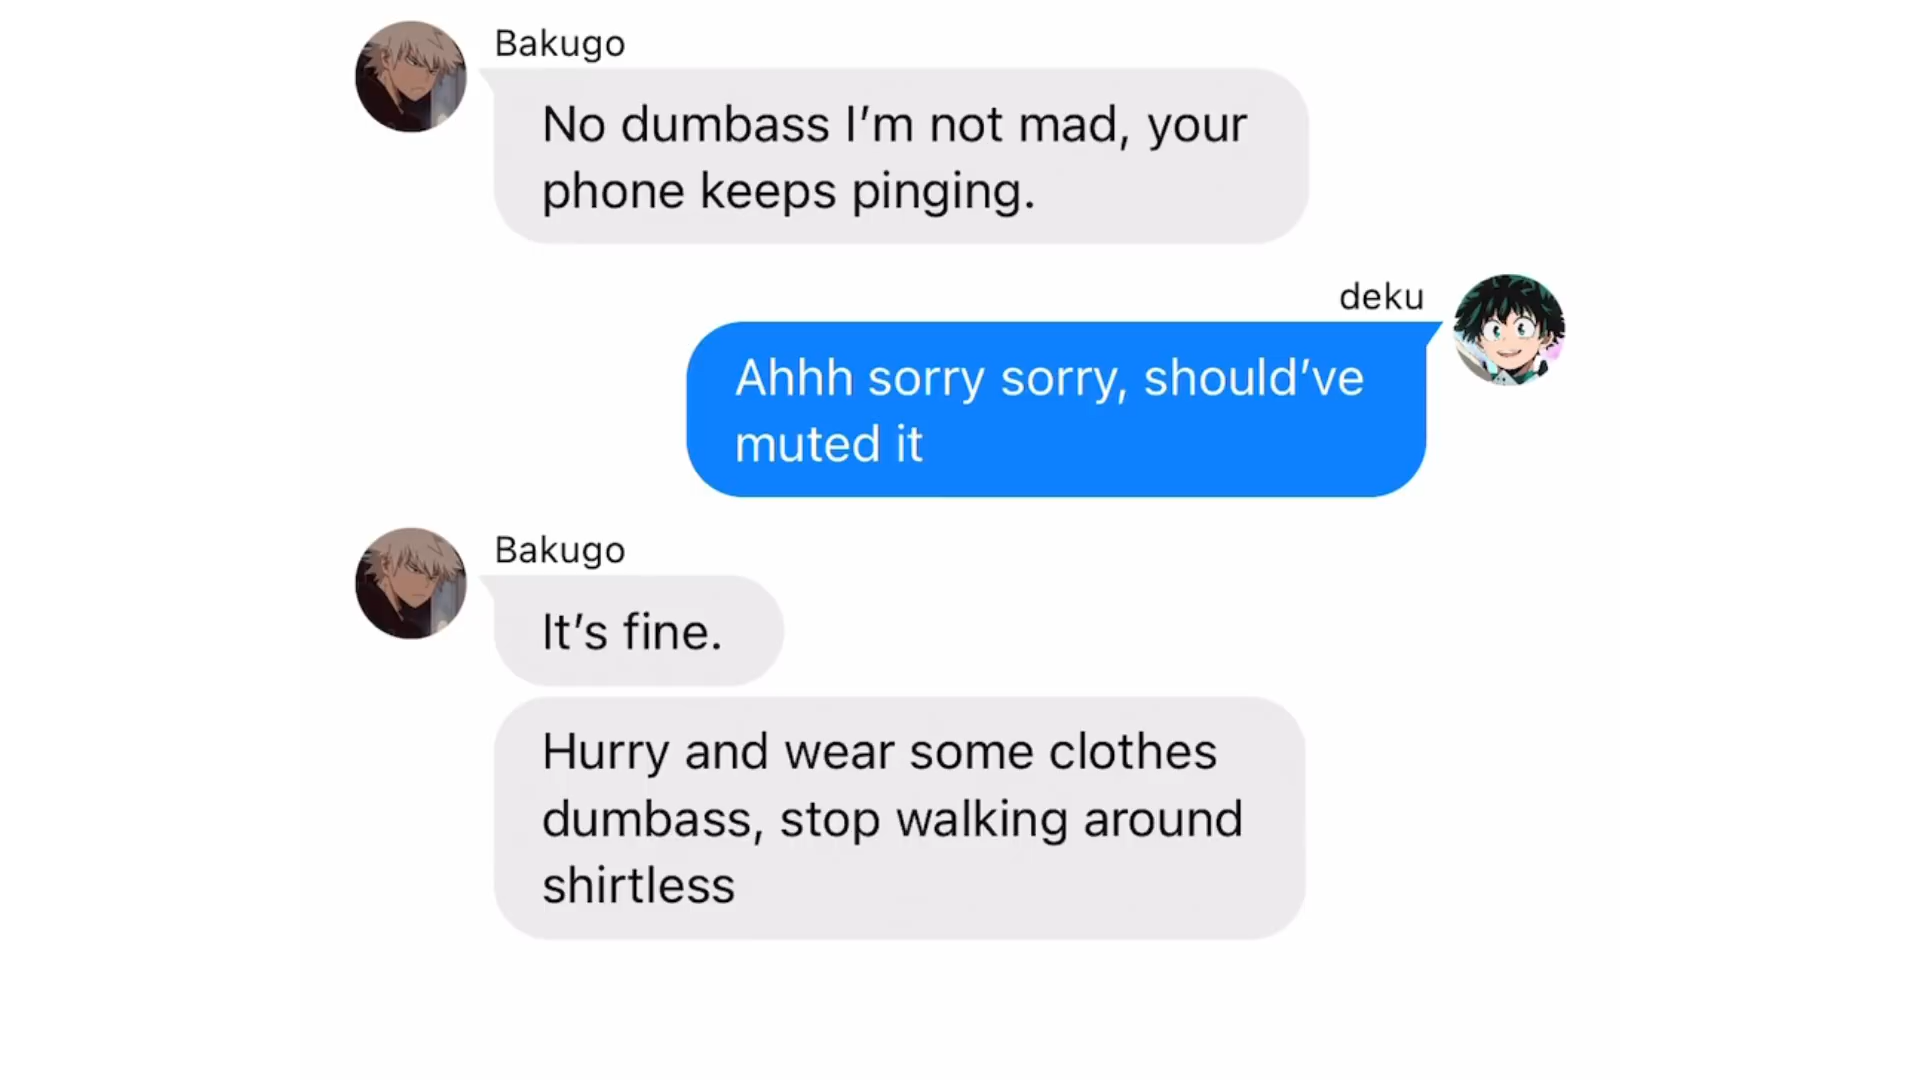 Bakugo
No dumbass I’m not mad, your
phone keeps pinging.
deku
Ahhh sorry sorry, should’ve
muted it
Bakugo
It’s fine.
Hurry and wear some clothes
dumbass, stop walking around
shirtless